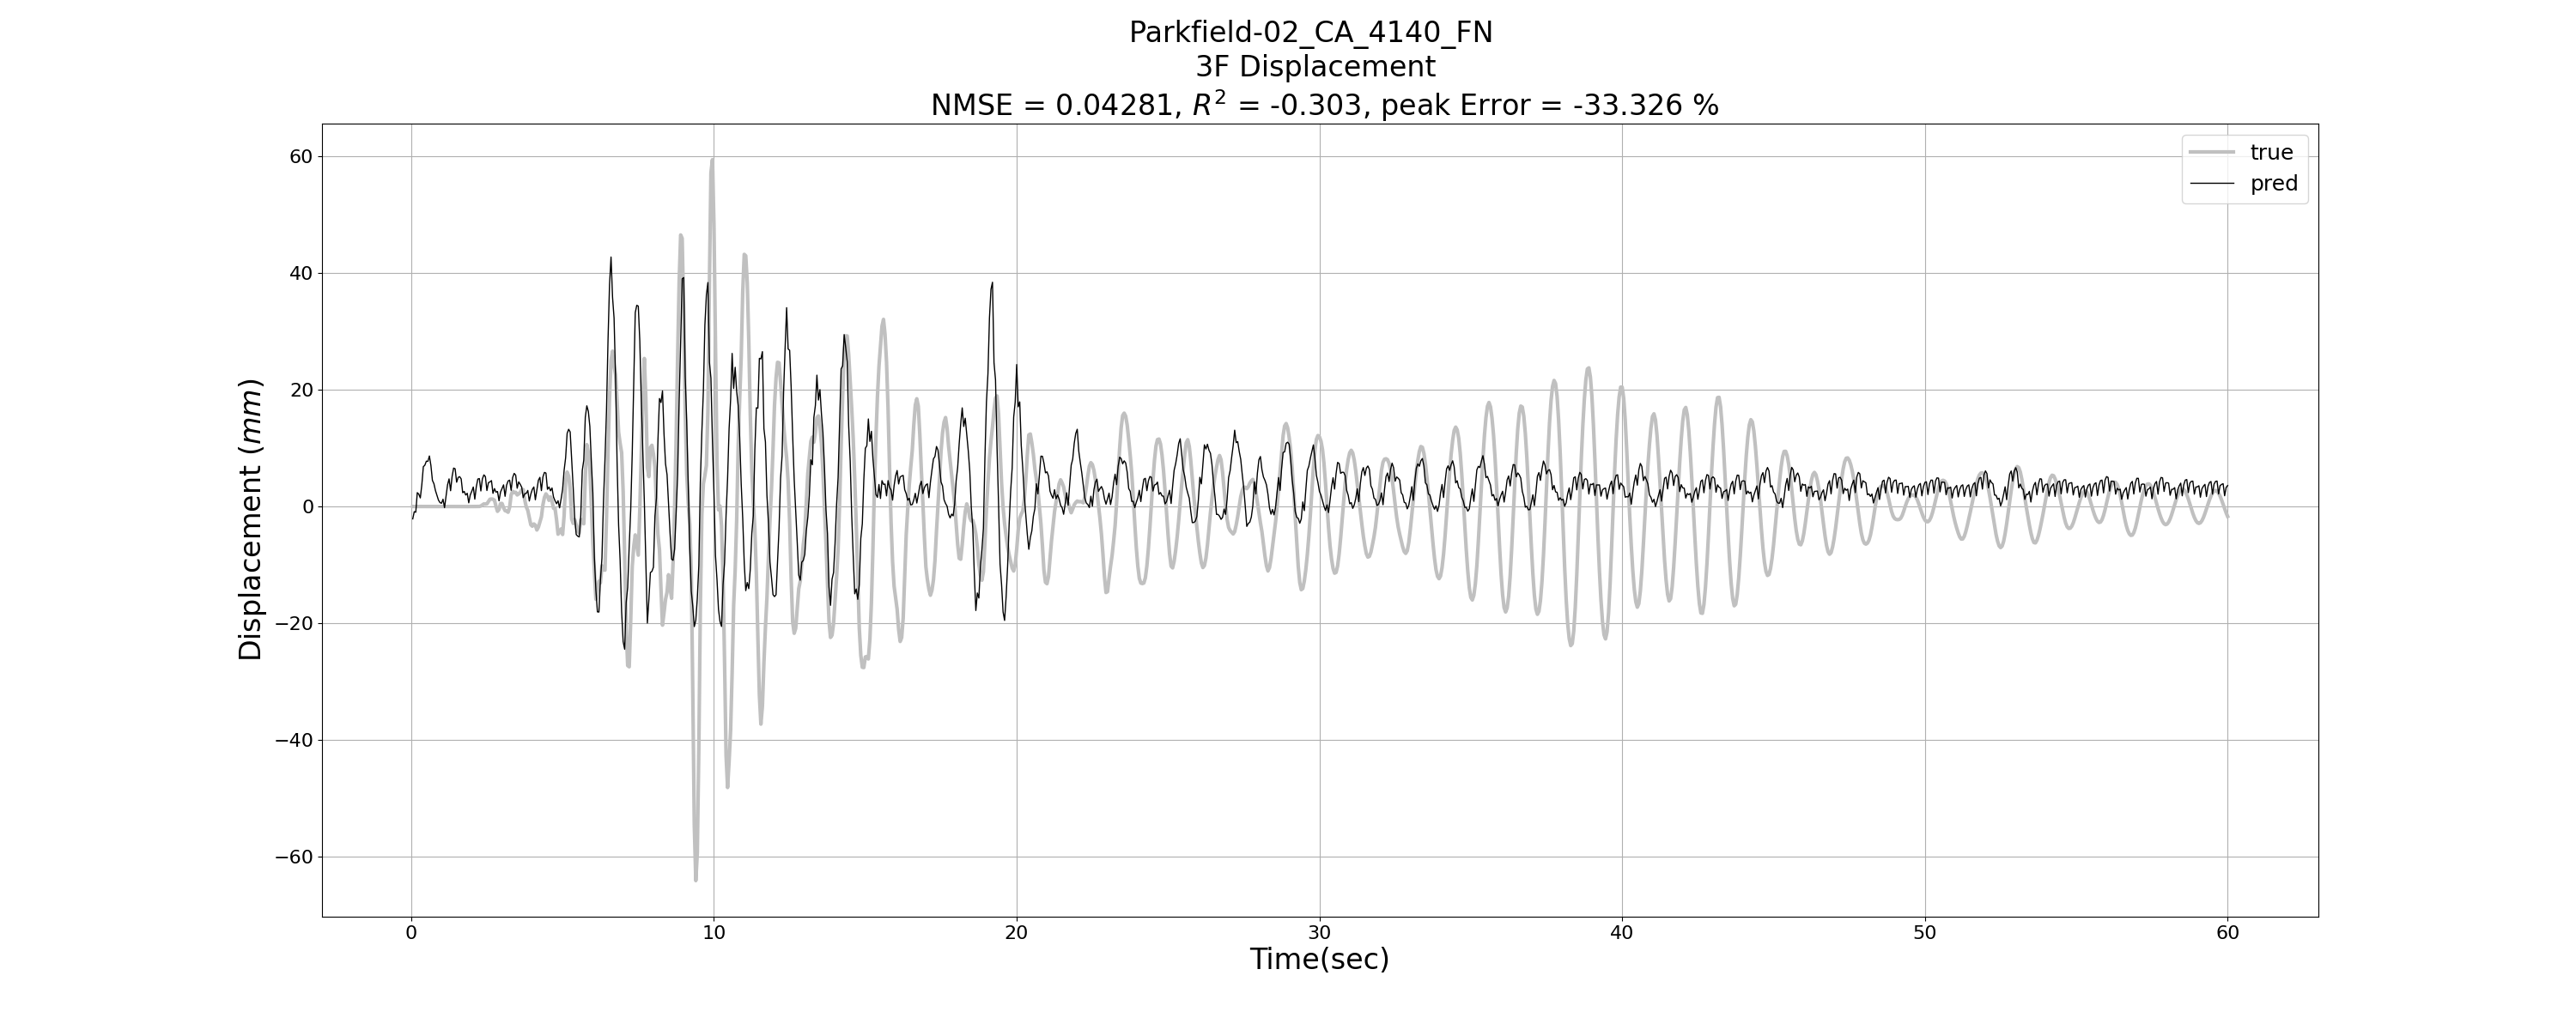 Parkfield-02_CA_4140_FN
3F Displacement
NMSE = 0.04281, R² = -0.303, peak Error = -33.326 %
true
pred
Displacement (mm)
60
40
20
0
−20
−40
−60
0 10 20 30 40 50 60
Time(sec)